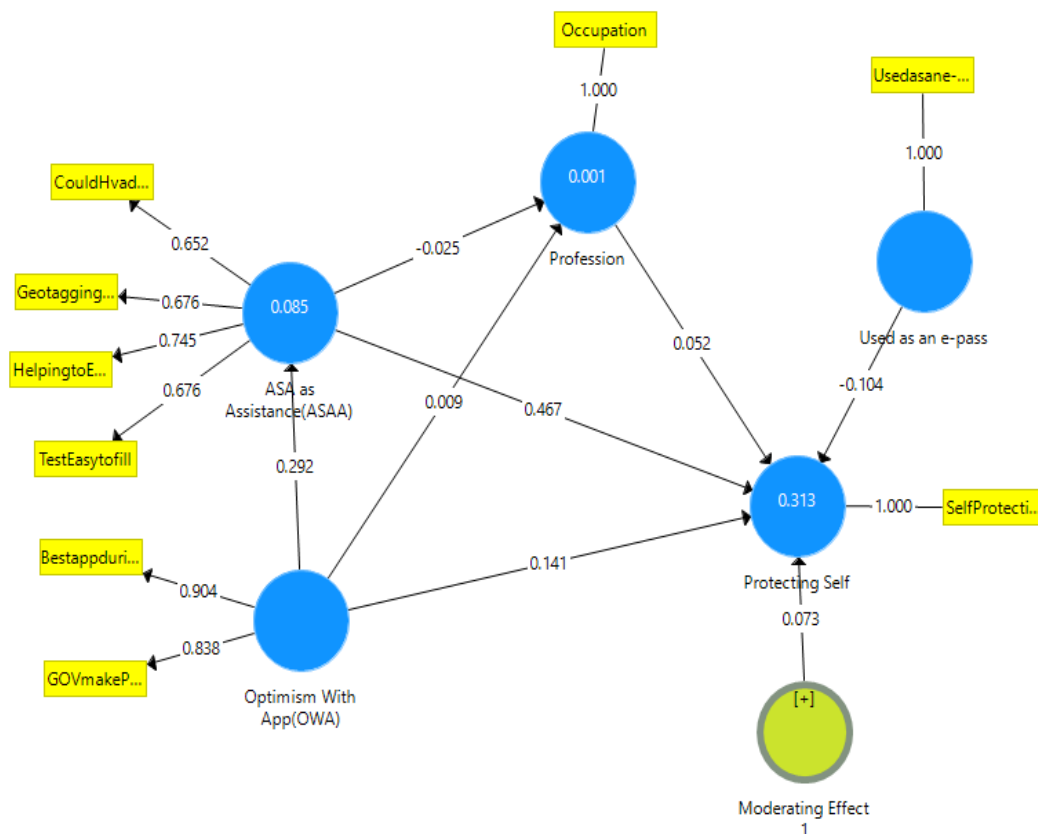 Occupation
Usedasane-...
1.000
1.000
CouldHvad...
0.001
0.652
-0.025
Profession
Geotagging...
0.676
0.085
Used as an e-pass
0.745
HelpingtoE...
0.052
0.676
ASA as
Assistance(ASAA)
0.009
0.467
-0.104
TestEasytofill
0.292
0.313
1.000
SelfProtecti...
Bestappduri...
0.141
Protecting Self
0.904
0.073
0.838
GOVmakeP...
Optimism With
App(OWA)
[+]
Moderating Effect
1